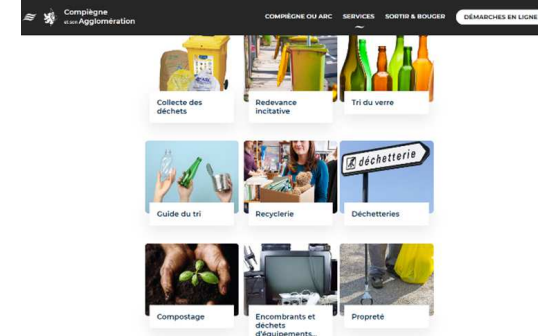 Compiègne
et son Agglomération
COMPIÈGNE OU ARC
SERVICES
SORTIR & BOUGER
DÉMARCHES EN LIGNE
Collecte des
déchets
Redevance
incitative
Tri du verre
déchetterie
Guide du tri
Recyclerie
Déchetteries
Compostage
Encombrants et
déchets
d'équipements...
Propreté